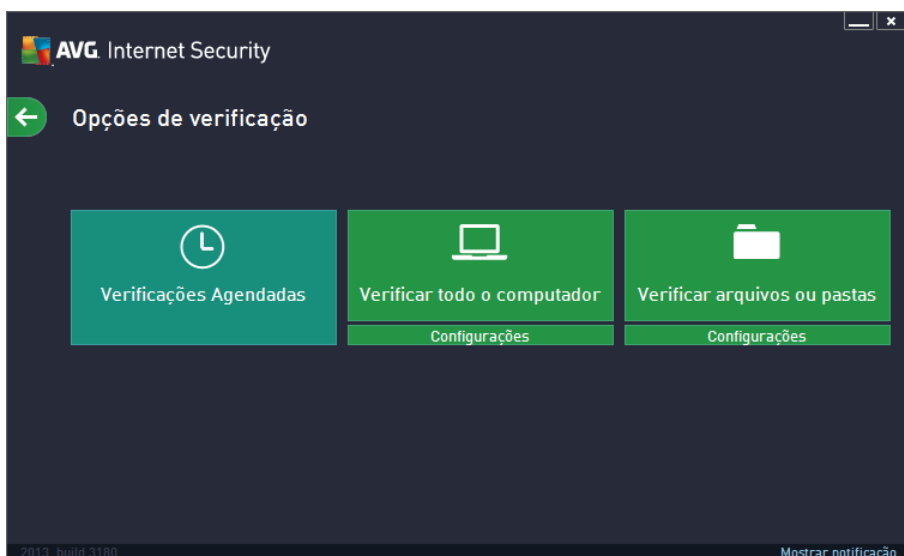 AVG. Internet Security
Opções de verificação
Verificações Agendadas
Verificar todo o computador
Configurações
Verificar arquivos ou pastas
Configurações
2013 build 3180
Mostrar notificação